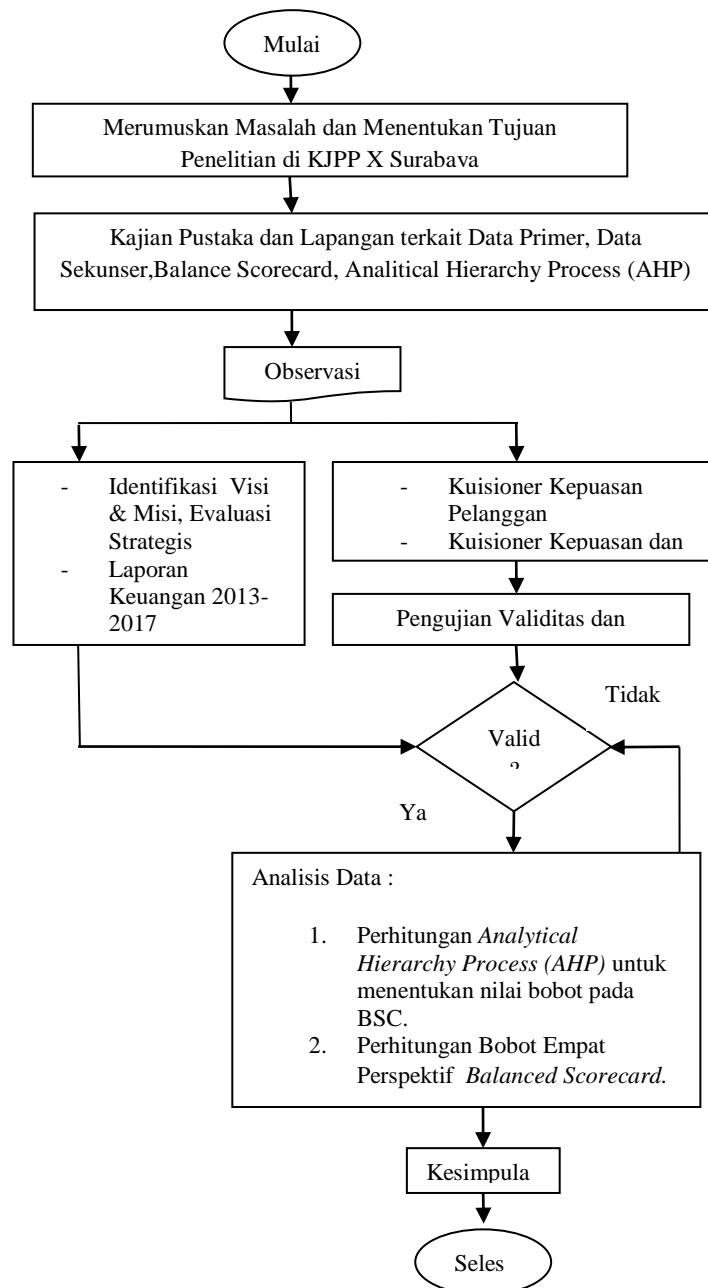 Mulai
Merumuskan Masalah dan Menentukan Tujuan
Penelitian di KJPP X Surabaya
Kajian Pustaka dan Lapangan terkait Data Primer, Data
Sekunser,Balance Scorecard, Analitical Hierarchy Process (AHP)
Observasi
- Identifikasi Visi
& Misi, Evaluasi
Strategis
- Laporan
Keuangan 2013-
2017
- Kuisioner Kepuasan
Pelanggan
- Kuisioner Kepuasan dan
Pengujian Validitas dan
Tidak
Valid
?
Ya
Analisis Data :
1. Perhitungan Analytical
Hierarchy Process (AHP) untuk
menentukan nilai bobot pada
BSC.
2. Perhitungan Bobot Empat
Perspektif Balanced Scorecard.
Kesimpula
Seles